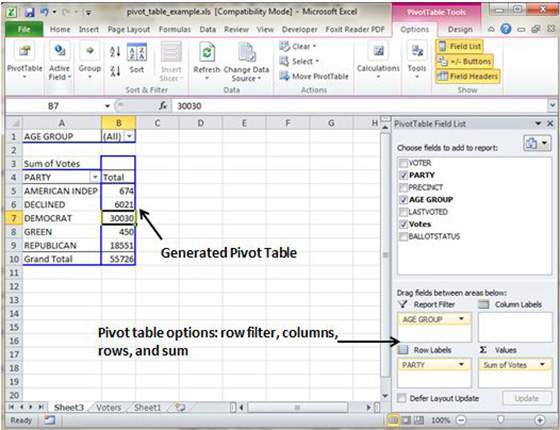 pivot_table_example.xls [Compatibility Mode] - Microsoft Excel
PivotTable Tools
File Home Insert Page Layout Formulas Data Review View Developer Foxit Reader PDF Options Design
PivotTable
Active Field
Group
Sort
Insert Slicer
Refresh
Change Data Source
Clear
Select
Move PivotTable
Calculations
Tools
Field List
+/- Buttons
Field Headers
Sort & Filter
Data
Actions
Show
B7 fx 30030
A B C D E F G H
1 AGE GROUP (All)
2
3 Sum of Votes
4 PARTY Total
5 AMERICAN INDEP 674
6 DECLINED 6021
7 DEMOCRAT 30030
8 GREEN 450
9 REPUBLICAN 18551
10 Grand Total 55726
11
12
13
14
15
16
17
18
19
20
Generated Pivot Table
Pivot table options: row filter, columns,
rows, and sum
PivotTable Field List
Choose fields to add to report:
VOTER
PARTY
PRECINCT
AGE GROUP
LASTVOTED
Votes
BALLOTSTATUS
Drag fields between areas below:
Report Filter
Column Labels
AGE GROUP
Row Labels
Σ Values
PARTY
Sum of Votes
Defer Layout Update
Update
Sheet3 Voters Sheet1
Ready
100%